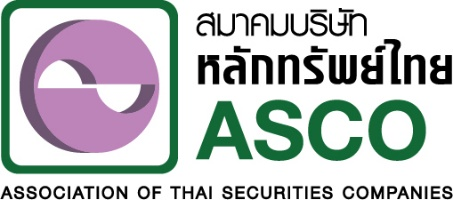 สมาคมบริษัท
หลักทรัพย์ไทย
ASCO
ASSOCIATION OF THAI SECURITIES COMPANIES